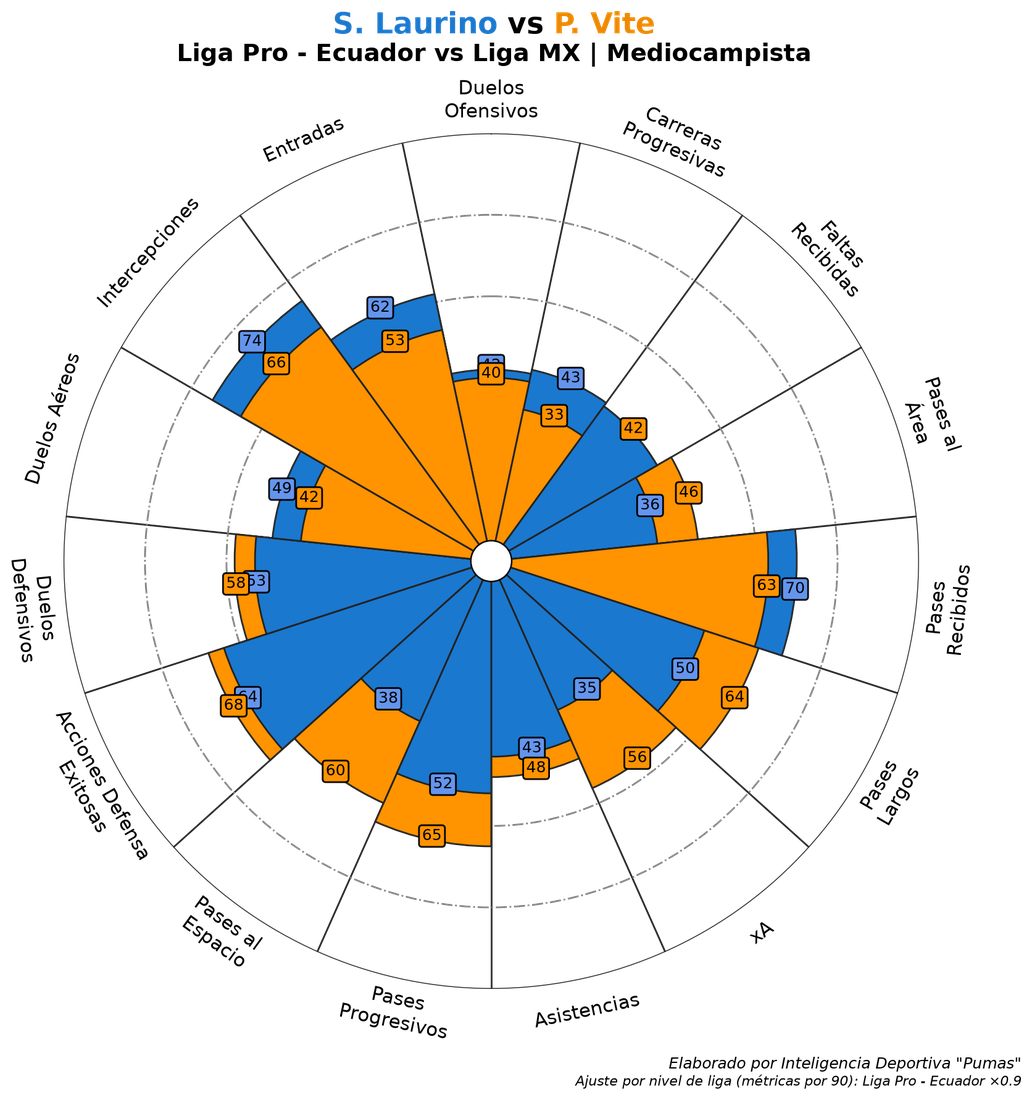 S. Laurino vs P. Vite
Liga Pro - Ecuador vs Liga MX | Mediocampista
Duelos
Ofensivos
42
40
Carreras
Progresivas
43
33
Faltas
Recibidas
42
Pases al
Área
36
46
Pases
Recibidos
63
70
Pases
Largos
50
64
xA
35
56
Asistencias
43
48
Pases
Progresivos
52
65
Pases al
Espacio
38
60
Acciones Defensa
Exitosas
64
68
Duelos
Defensivos
53
58
Duelos Aéreos
49
42
Intercepciones
74
66
Entradas
62
53
Elaborado por Inteligencia Deportiva "Pumas"
Ajuste por nivel de liga (métricas por 90): Liga Pro - Ecuador ×0.9